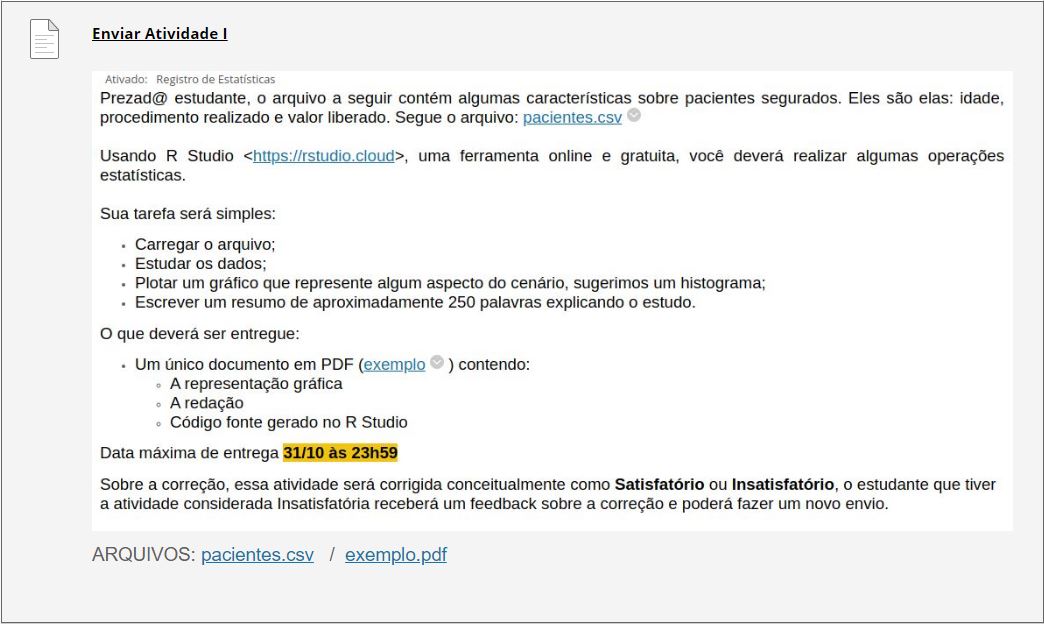 Enviar Atividade I
Ativado: Registro de Estatísticas
Prezad@ estudante, o arquivo a seguir contém algumas características sobre pacientes segurados. Eles são elas: idade,
procedimento realizado e valor liberado. Segue o arquivo: pacientes.csv
Usando R Studio <https://rstudio.cloud>, uma ferramenta online e gratuita, você deverá realizar algumas operações
estatísticas.
Sua tarefa será simples:
• Carregar o arquivo;
• Estudar os dados;
• Plotar um gráfico que represente algum aspecto do cenário, sugerimos um histograma;
• Escrever um resumo de aproximadamente 250 palavras explicando o estudo.
O que deverá ser entregue:
• Um único documento em PDF (exemplo ) contendo:
◦ A representação gráfica
◦ A redação
◦ Código fonte gerado no R Studio
Data máxima de entrega 31/10 às 23h59
Sobre a correção, essa atividade será corrigida conceitualmente como Satisfatório ou Insatisfatório, o estudante que tiver
a atividade considerada Insatisfatória receberá um feedback sobre a correção e poderá fazer um novo envio.
ARQUIVOS: pacientes.csv / exemplo.pdf